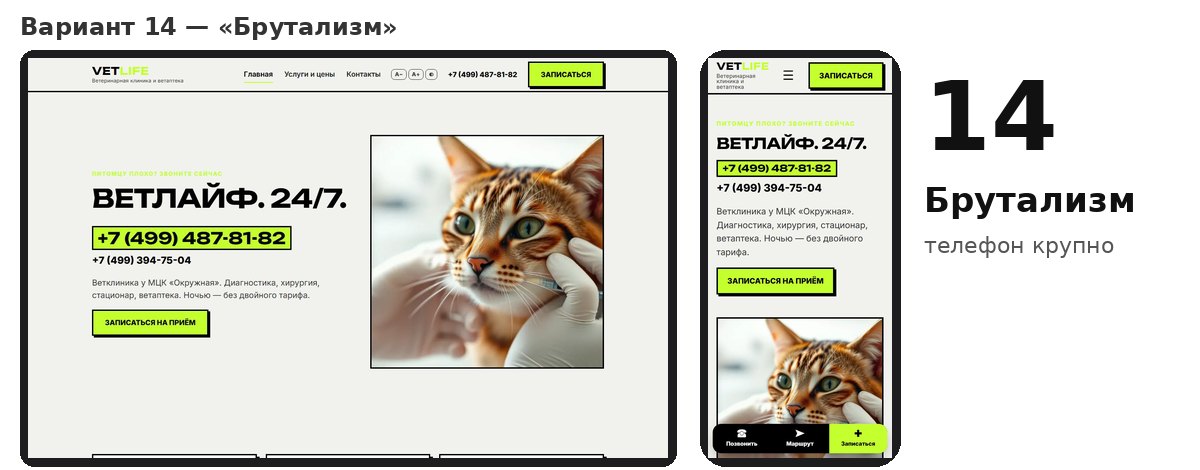 Вариант 14 — «Брутализм»
VETLIFE
Ветеринарная клиника и ветаптека
Главная
Услуги и цены
Контакты
A−
A+
+7 (499) 487-81-82
ЗАПИСАТЬСЯ
ПИТОМЦУ ПЛОХО? ЗВОНИТЕ СЕЙЧАС
ВЕТЛАЙФ. 24/7.
+7 (499) 487-81-82
+7 (499) 394-75-04
Ветклиника у МЦК «Окружная». Диагностика, хирургия,
стационар, ветаптека. Ночью — без двойного тарифа.
ЗАПИСАТЬСЯ НА ПРИЁМ
VETLIFE
Ветеринарная
клиника и
ветаптека
ЗАПИСАТЬСЯ
ПИТОМЦУ ПЛОХО? ЗВОНИТЕ СЕЙЧАС
ВЕТЛАЙФ. 24/7.
+7 (499) 487-81-82
+7 (499) 394-75-04
Ветклиника у МЦК «Окружная».
Диагностика, хирургия, стационар,
ветаптека. Ночью — без двойного
тарифа.
ЗАПИСАТЬСЯ НА ПРИЁМ
Позвонить
Маршрут
Записаться
14
Брутализм
телефон крупно